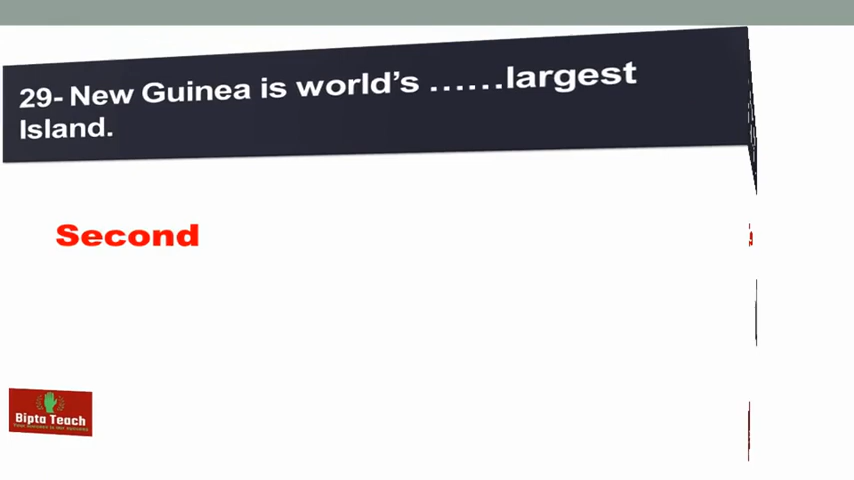 29- New Guinea is world’s ……largest
Island.
Second
Bipta Teach